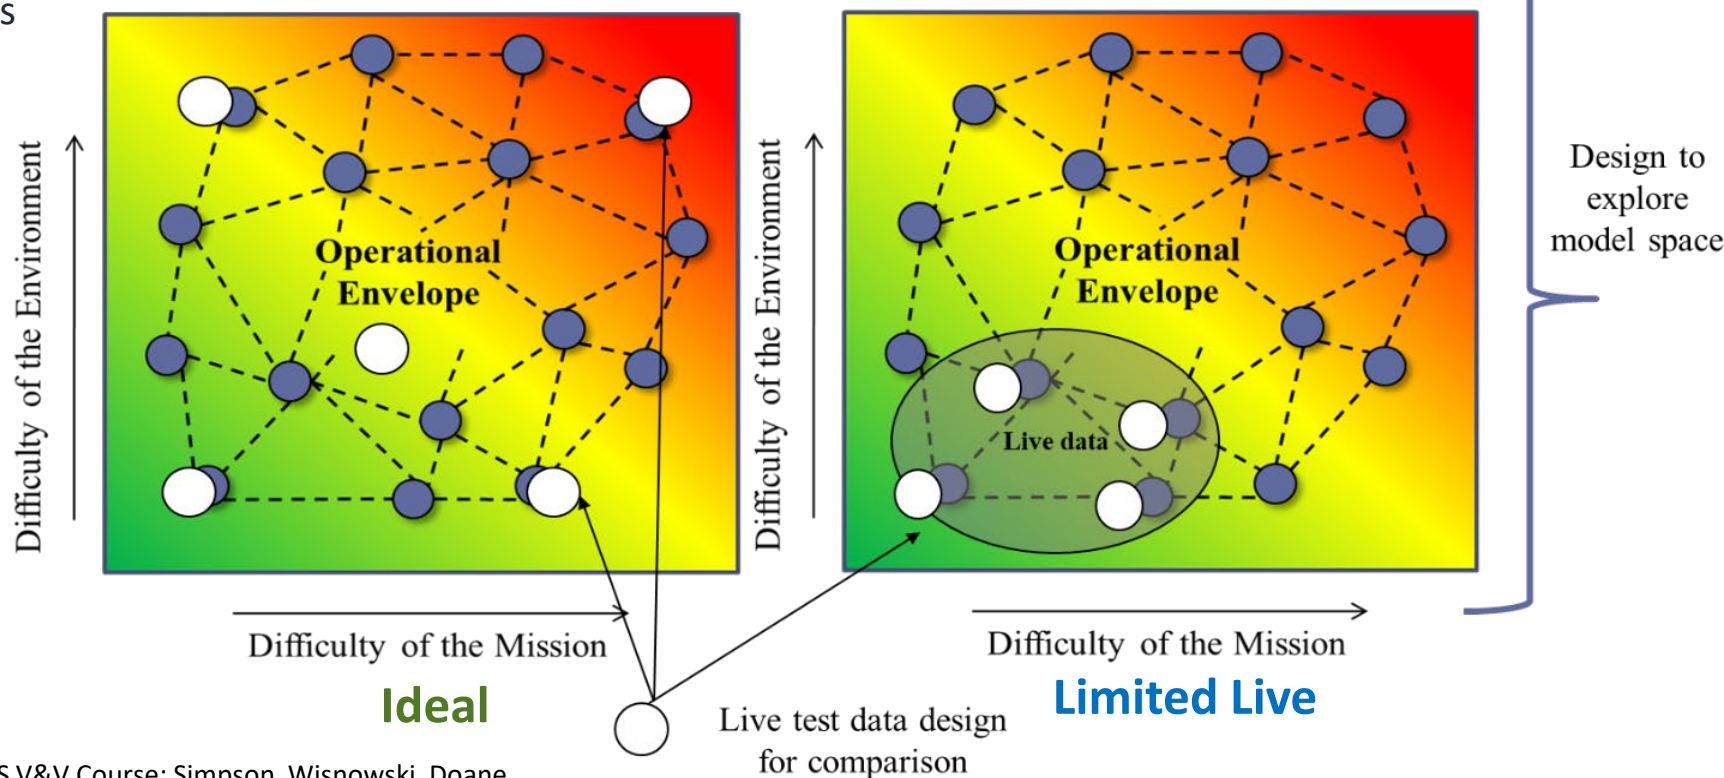 s
Difficulty of the Environment
Operational
Envelope
Difficulty of the Mission
Ideal
Difficulty of the Environment
Operational
Envelope
Live data
Difficulty of the Mission
Limited Live
Design to
explore
model space
Live test data design
for comparison
S V&V Course: Simpson, Wisnowski, Doane